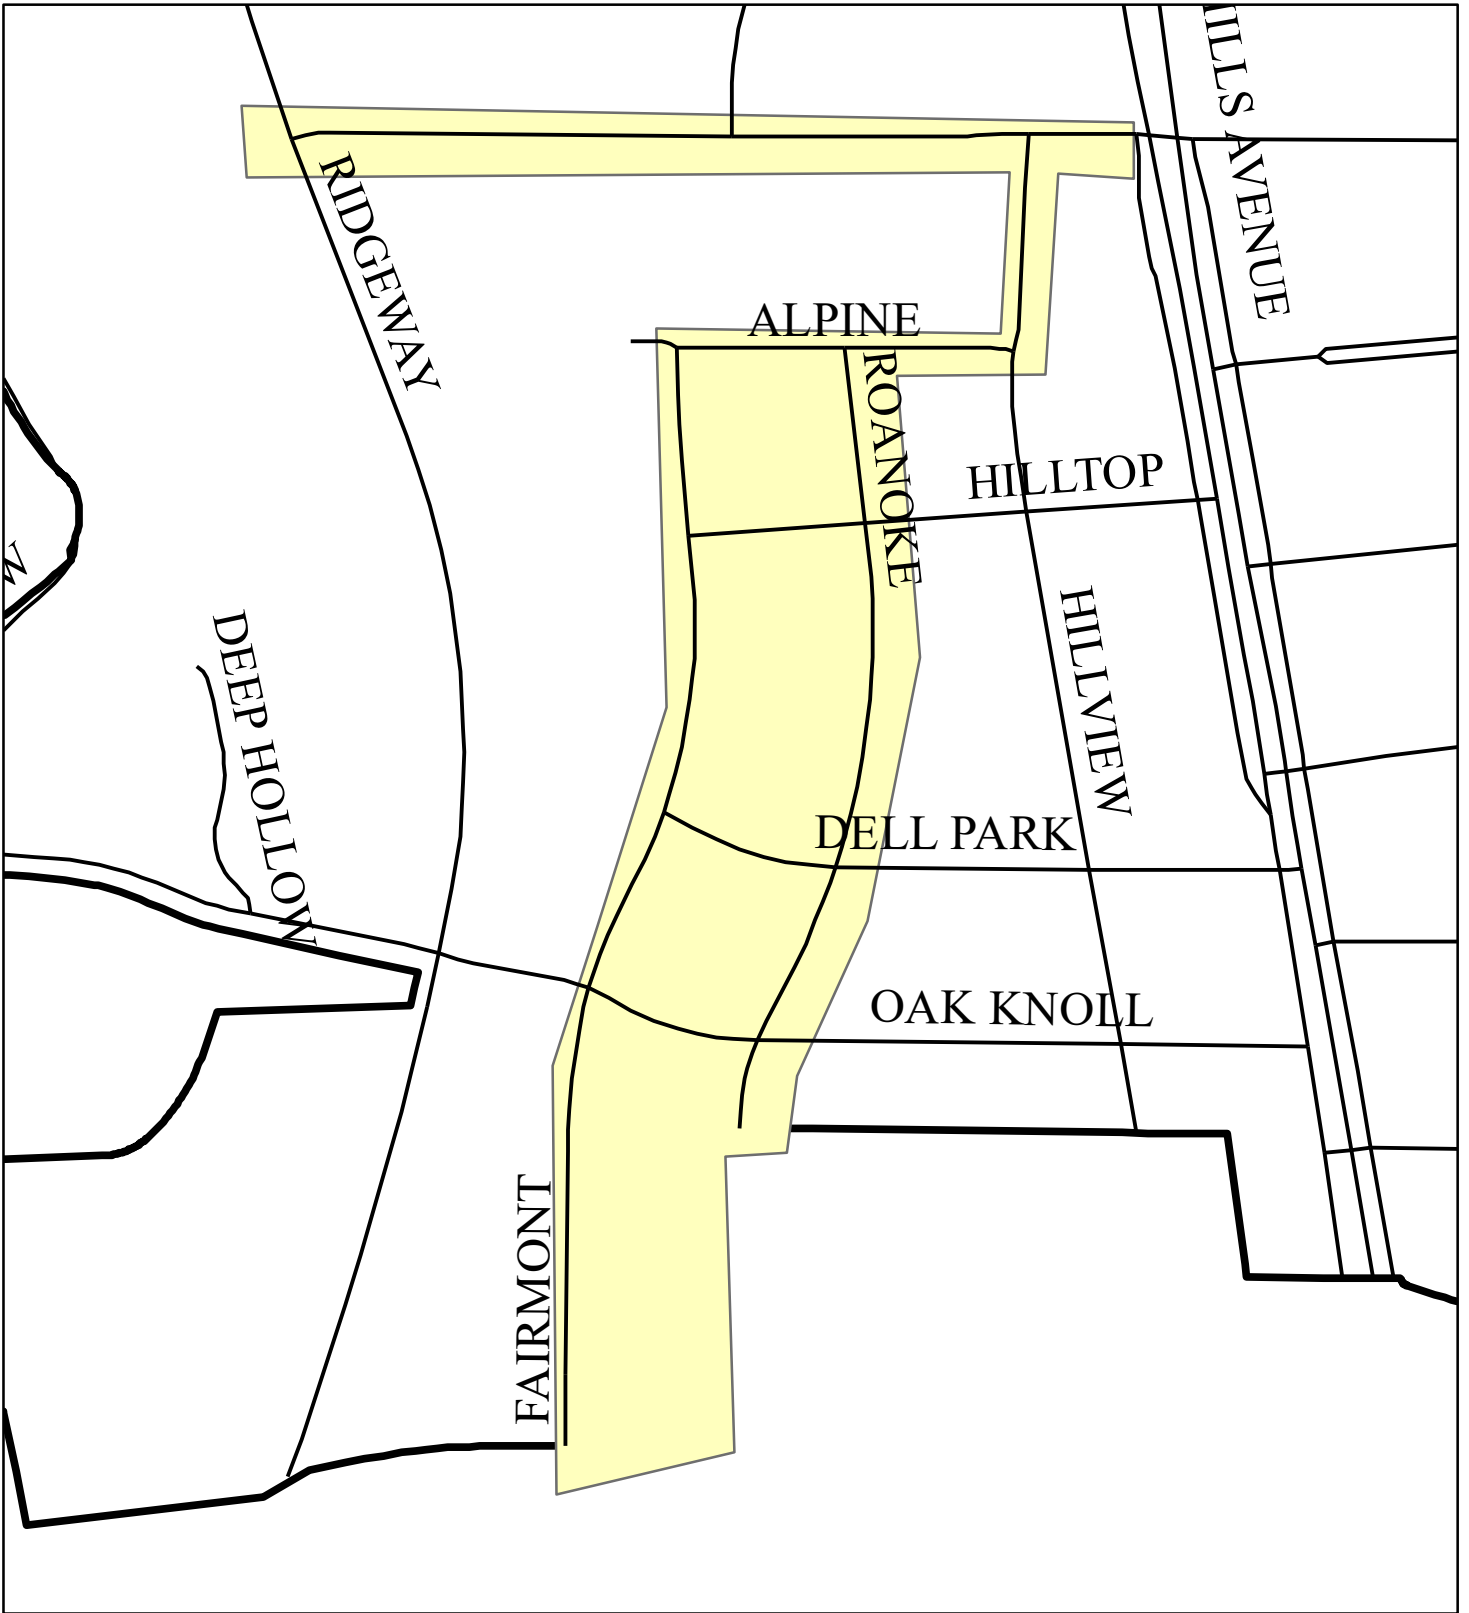 HILLS AVENUE
RIDGEWAY
ALPINE
ROANOKE
HILLTOP
HILLVIEW
DEEP HOLLOW
DELL PARK
OAK KNOLL
FAIRMONT
W